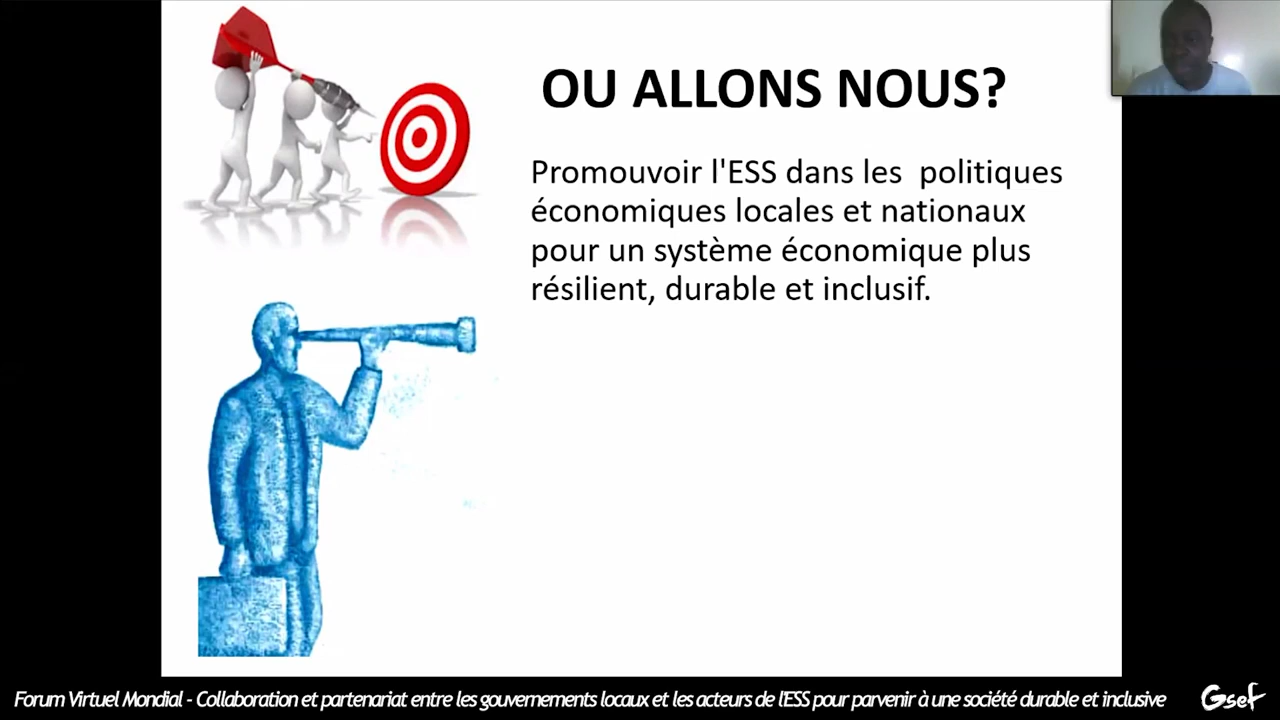 OU ALLONS NOUS?
Promouvoir l'ESS dans les  politiques
économiques locales et nationaux
pour un système économique plus
résilient, durable et inclusif.
Forum Virtuel Mondial - Collaboration et partenariat entre les gouvernements locaux et les acteurs de l'ESS pour parvenir à une société durable et inclusive
Gsef